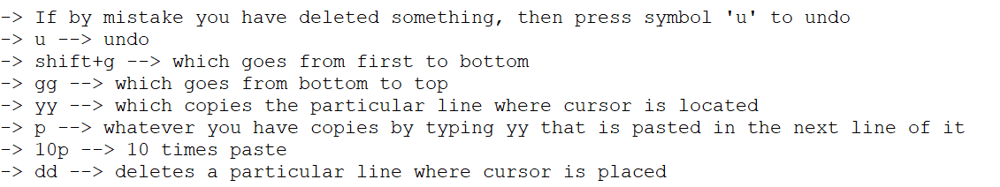 -> If by mistake you have deleted something, then press symbol 'u' to undo
-> u --> undo
-> shift+g --> which goes from first to bottom
-> gg --> which goes from bottom to top
-> yy --> which copies the particular line where cursor is located
-> p --> whatever you have copies by typing yy that is pasted in the next line of it
-> 10p --> 10 times paste
-> dd --> deletes a particular line where cursor is placed